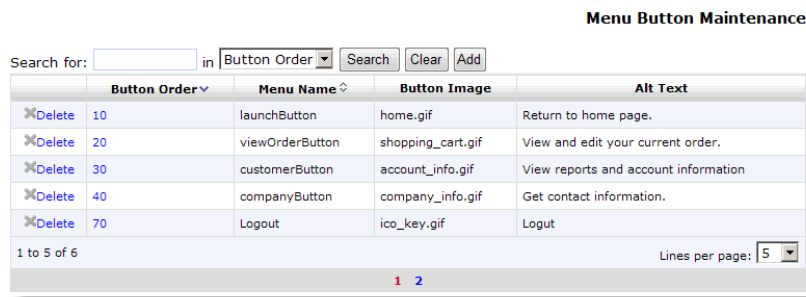 Menu Button Maintenance
Search for: in Button Order Search Clear Add
Button Order Menu Name Button Image Alt Text
Delete 10 launchButton home.gif Return to home page.
Delete 20 viewOrderButton shopping_cart.gif View and edit your current order.
Delete 30 customerButton account_info.gif View reports and account information
Delete 40 companyButton company_info.gif Get contact information.
Delete 70 Logout ico_key.gif Logut
1 to 5 of 6 Lines per page: 5
1 2